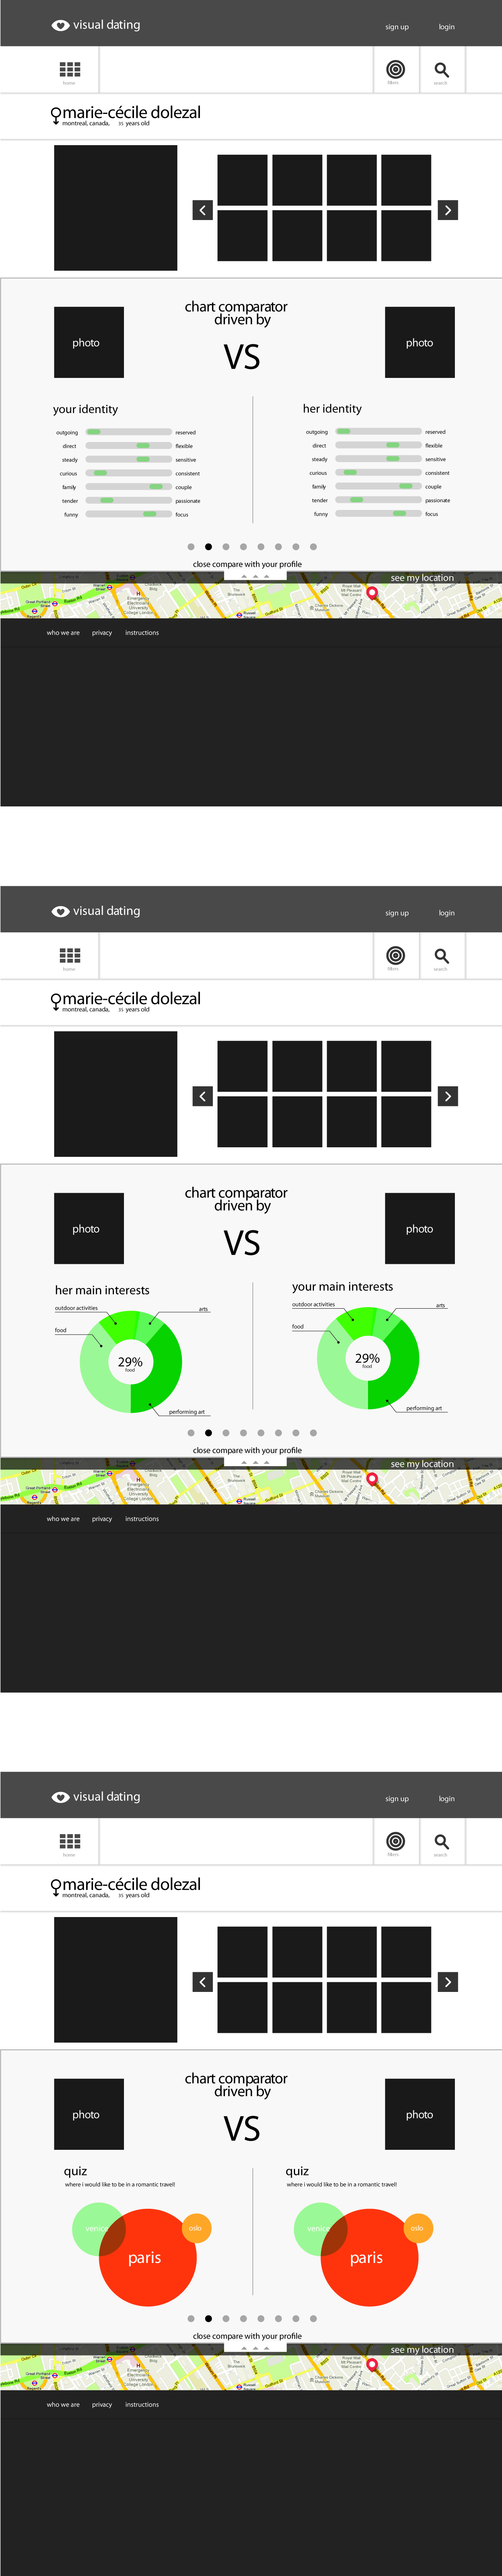 visual dating
sign up login
home filters search
marie-cécile dolezal
montreal, canada, 35 years old
chart comparator
driven by
photo VS photo
your identity her identity
outgoing reserved outgoing reserved
direct flexible direct flexible
steady sensitive steady sensitive
curious consistent curious consistent
family couple family couple
tender passionate tender passionate
funny focus funny focus
close compare with your profile
see my location
who we are privacy instructions
visual dating
sign up login
home filters search
marie-cécile dolezal
montreal, canada, 35 years old
chart comparator
driven by
photo VS photo
her main interests your main interests
outdoor activities arts outdoor activities arts
food food
29% 29%
food food
performing art performing art
close compare with your profile
see my location
who we are privacy instructions
visual dating
sign up login
home filters search
marie-cécile dolezal
montreal, canada, 35 years old
chart comparator
driven by
photo VS photo
quiz quiz
where i would like to be in a romantic travel! where i would like to be in a romantic travel!
venice oslo venice oslo
paris paris
close compare with your profile
see my location
who we are privacy instructions